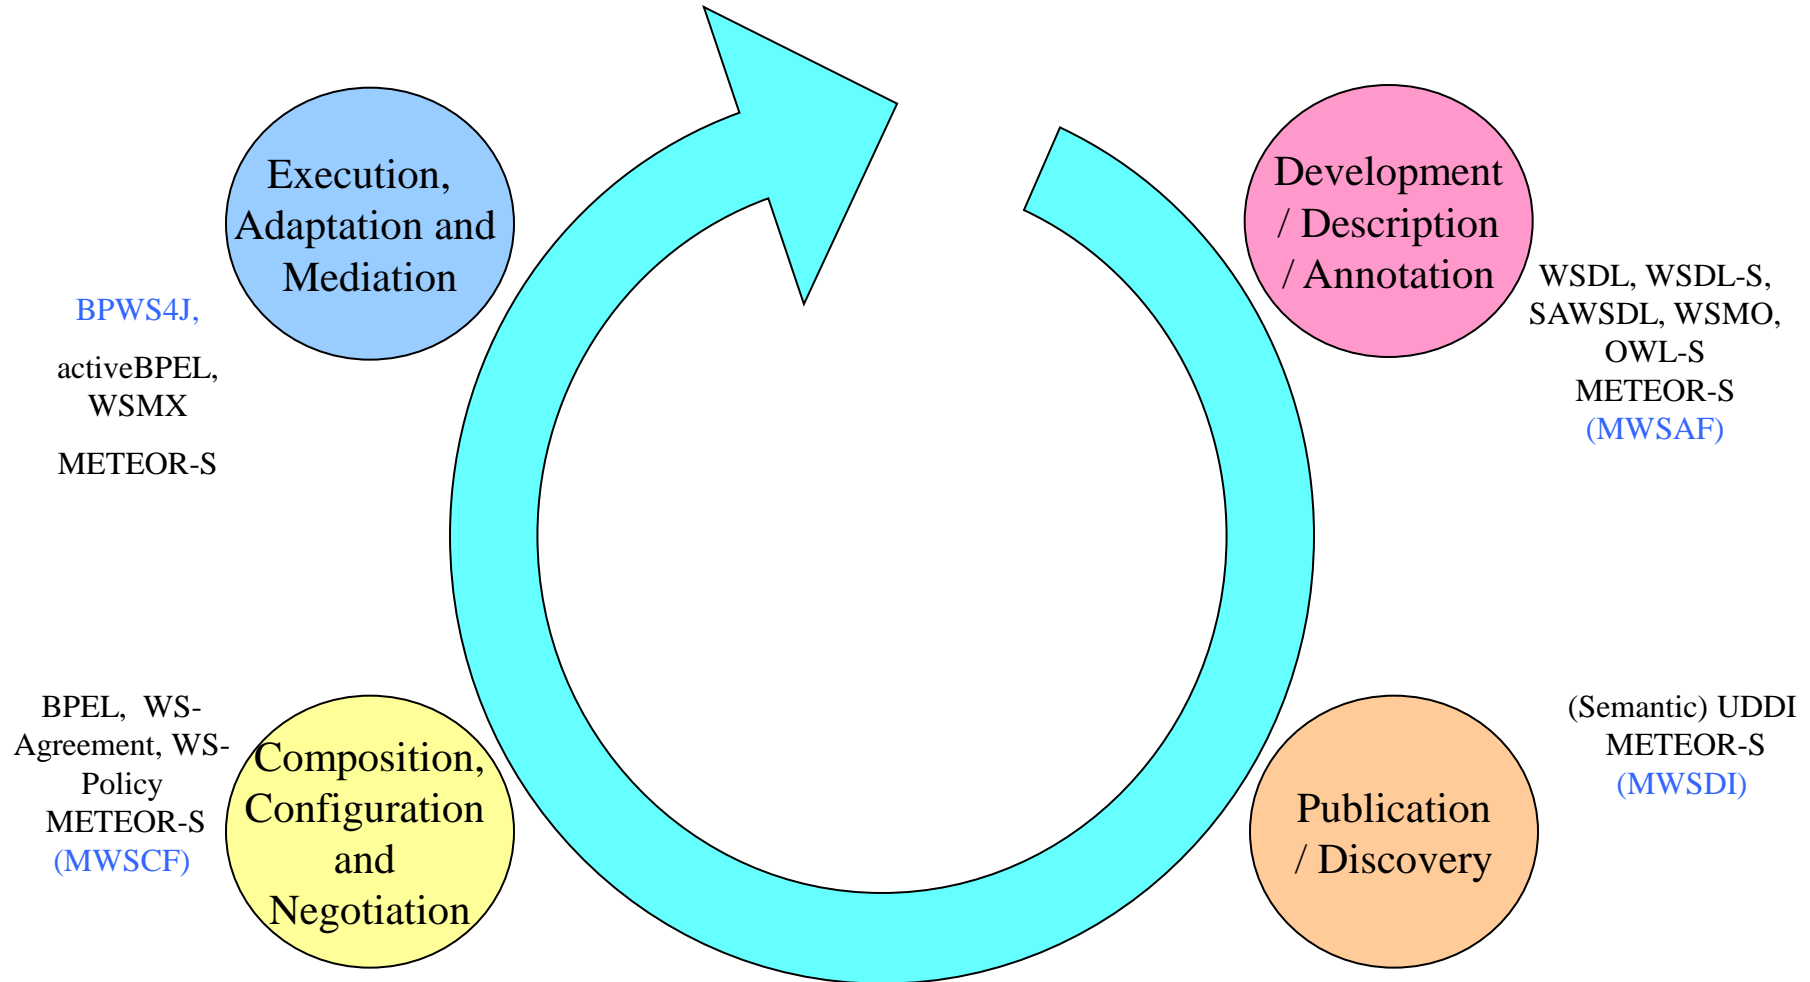 Execution,
Adaptation and
Mediation
BPWS4J,
activeBPEL,
WSMX
METEOR-S
Development
/ Description
/ Annotation
WSDL, WSDL-S,
SAWSDL, WSMO,
OWL-S
METEOR-S
(MWSAF)
BPEL, WS-
Agreement, WS-
Policy
METEOR-S
(MWSCF)
Composition,
Configuration
and
Negotiation
Publication
/ Discovery
(Semantic) UDDI
METEOR-S
(MWSDI)